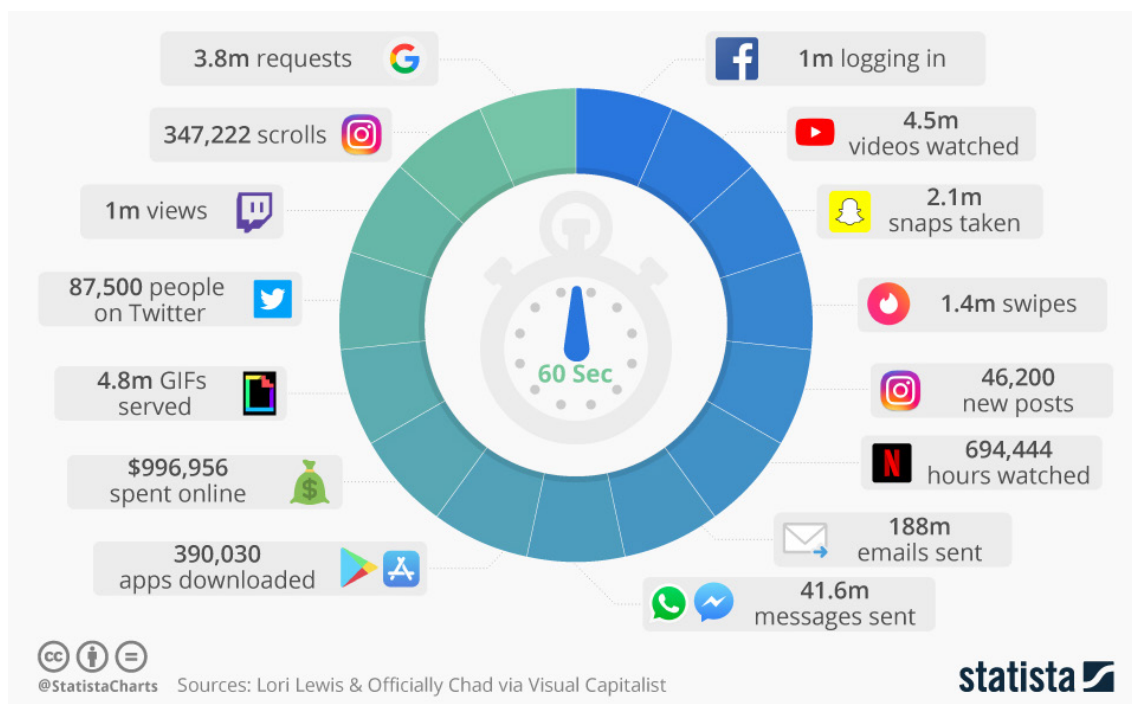 3.8m requests
1m logging in
347,222 scrolls
4.5m
videos watched
1m views
2.1m
snaps taken
87,500 people
on Twitter
1.4m swipes
4.8m GIFs
served
46,200
new posts
$996,956
spent online
694,444
hours watched
390,030
apps downloaded
188m
emails sent
41.6m
messages sent
60 Sec
cc
@StatistaCharts Sources: Lori Lewis & Officially Chad via Visual Capitalist
statista